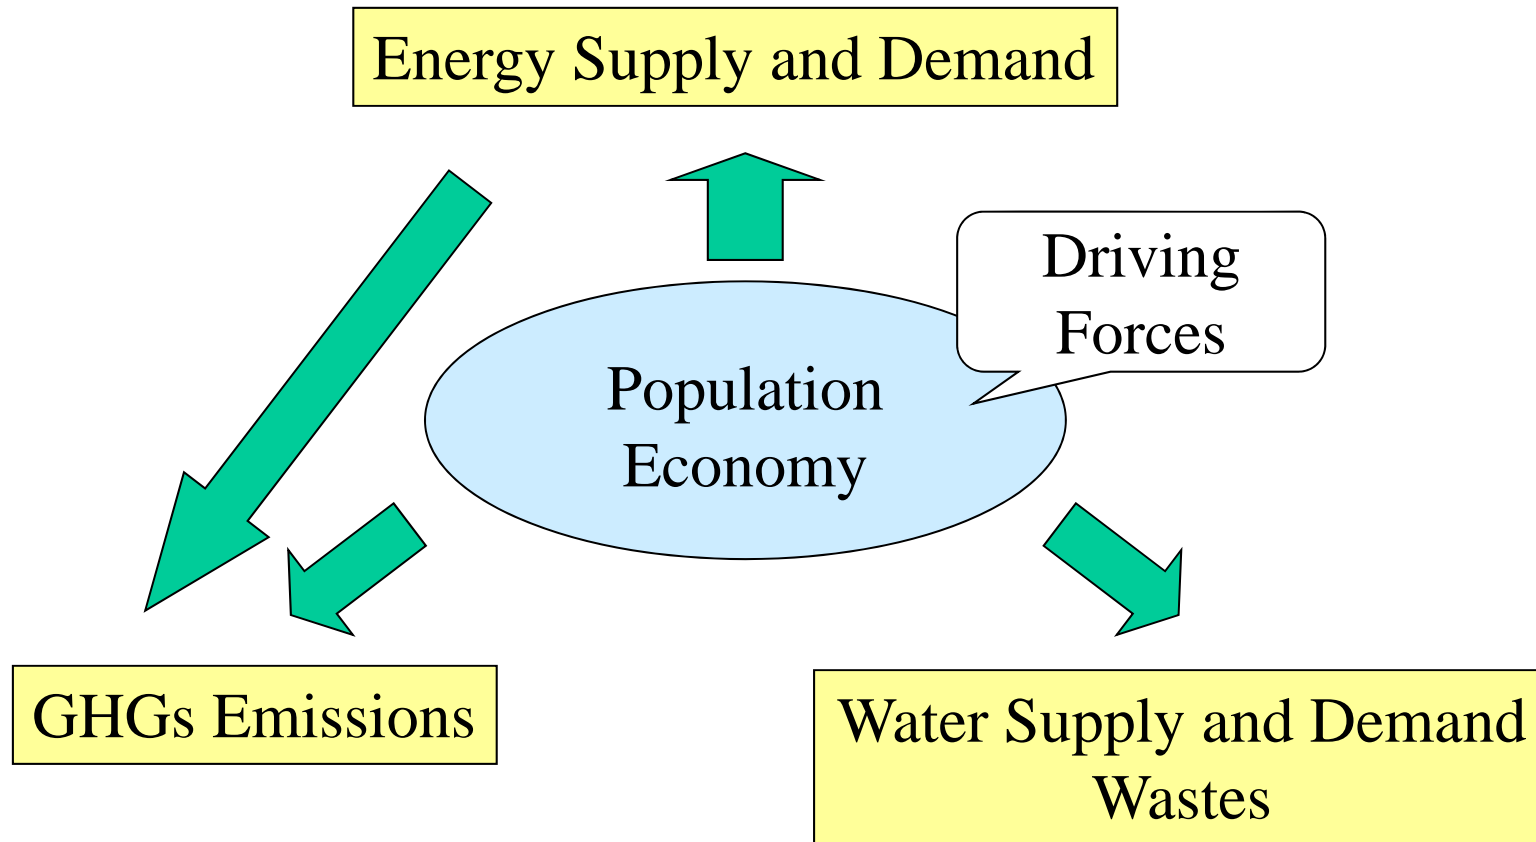 Energy Supply and Demand
Driving
Forces
Population
Economy
GHGs Emissions
Water Supply and Demand
Wastes